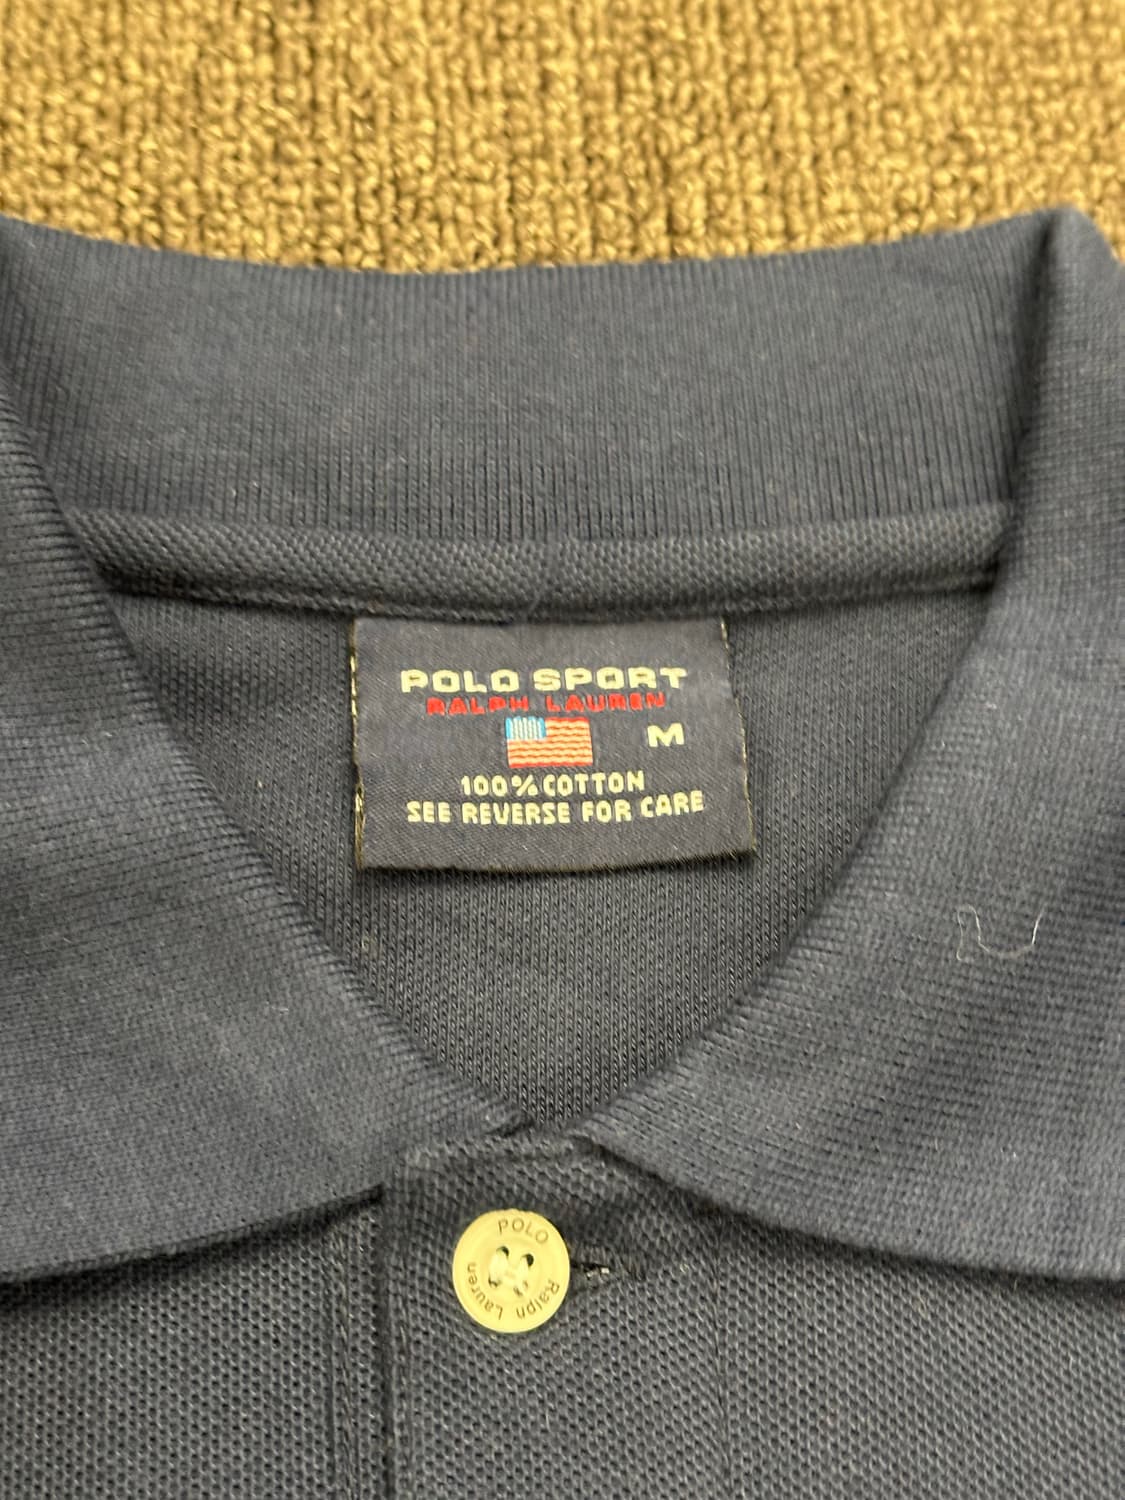 POLO SPORT
RALPH LAUREN
M
100% COTTON
SEE REVERSE FOR CARE
POLO
Ralph Lauren